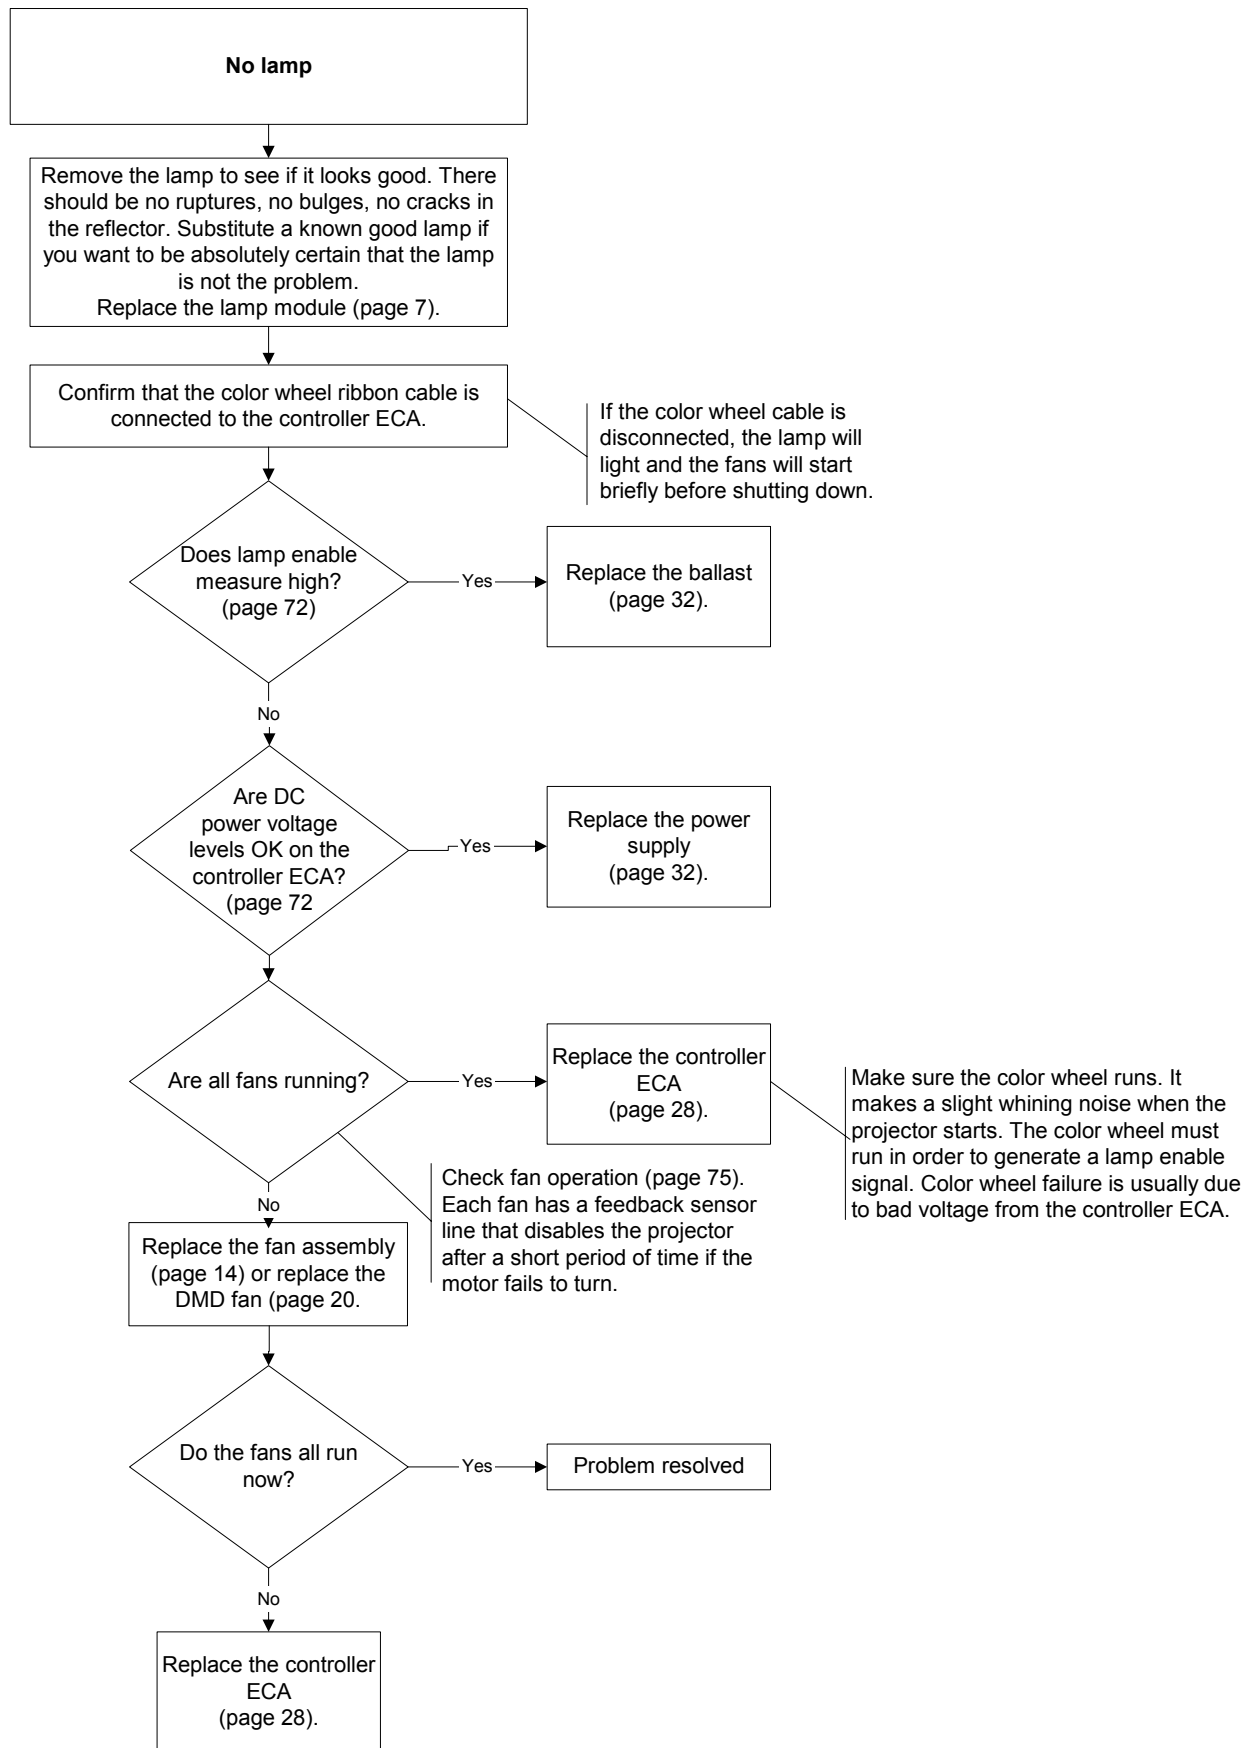 No lamp
Remove the lamp to see if it looks good. There
should be no ruptures, no bulges, no cracks in
the reflector. Substitute a known good lamp if
you want to be absolutely certain that the lamp
is not the problem.
Replace the lamp module (page 7).
Confirm that the color wheel ribbon cable is
connected to the controller ECA.
If the color wheel cable is
disconnected, the lamp will
light and the fans will start
briefly before shutting down.
Does lamp enable
measure high?
(page 72)
Yes
Replace the ballast
(page 32).
No
Are DC
power voltage
levels OK on the
controller ECA?
(page 72
Yes
Replace the power
supply
(page 32).
Are all fans running?
Yes
Replace the controller
ECA
(page 28).
Make sure the color wheel runs. It
makes a slight whining noise when the
projector starts. The color wheel must
run in order to generate a lamp enable
signal. Color wheel failure is usually due
to bad voltage from the controller ECA.
Check fan operation (page 75).
Each fan has a feedback sensor
line that disables the projector
after a short period of time if the
motor fails to turn.
No
Replace the fan assembly
(page 14) or replace the
DMD fan (page 20.
Do the fans all run
now?
Yes
Problem resolved
No
Replace the controller
ECA
(page 28).